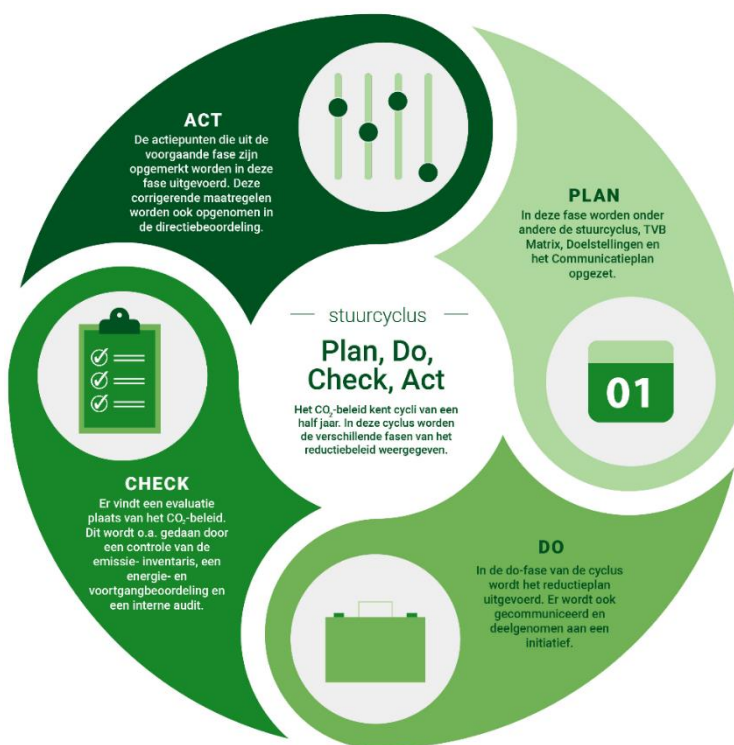 stuurcyclus
Plan, Do,
Check, Act
Het CO₂-beleid kent cycli van een
half jaar. In deze cyclus worden
de verschillende fasen van het
reductiebeleid weergegeven.
PLAN
In deze fase worden onder
andere de stuurcyclus, TVB
Matrix, Doelstellingen en
het Communicatieplan
opgezet.
01
DO
In de do-fase van de cyclus
wordt het reductieplan
uitgevoerd. Er wordt ook
gecommuniceerd en
deelgenomen aan een
initiatief.
CHECK
Er vindt een evaluatie
plaats van het CO₂-beleid.
Dit wordt o.a. gedaan door
een controle van de
emissie- inventaris, een
energie- en
voortgangbeoordeling en
een interne audit.
ACT
De actiepunten die uit de
voorgaande fase zijn
opgemerkt worden in deze
fase uitgevoerd. Deze
corrigerende maatregelen
worden ook opgenomen in
de directiebeoordeling.